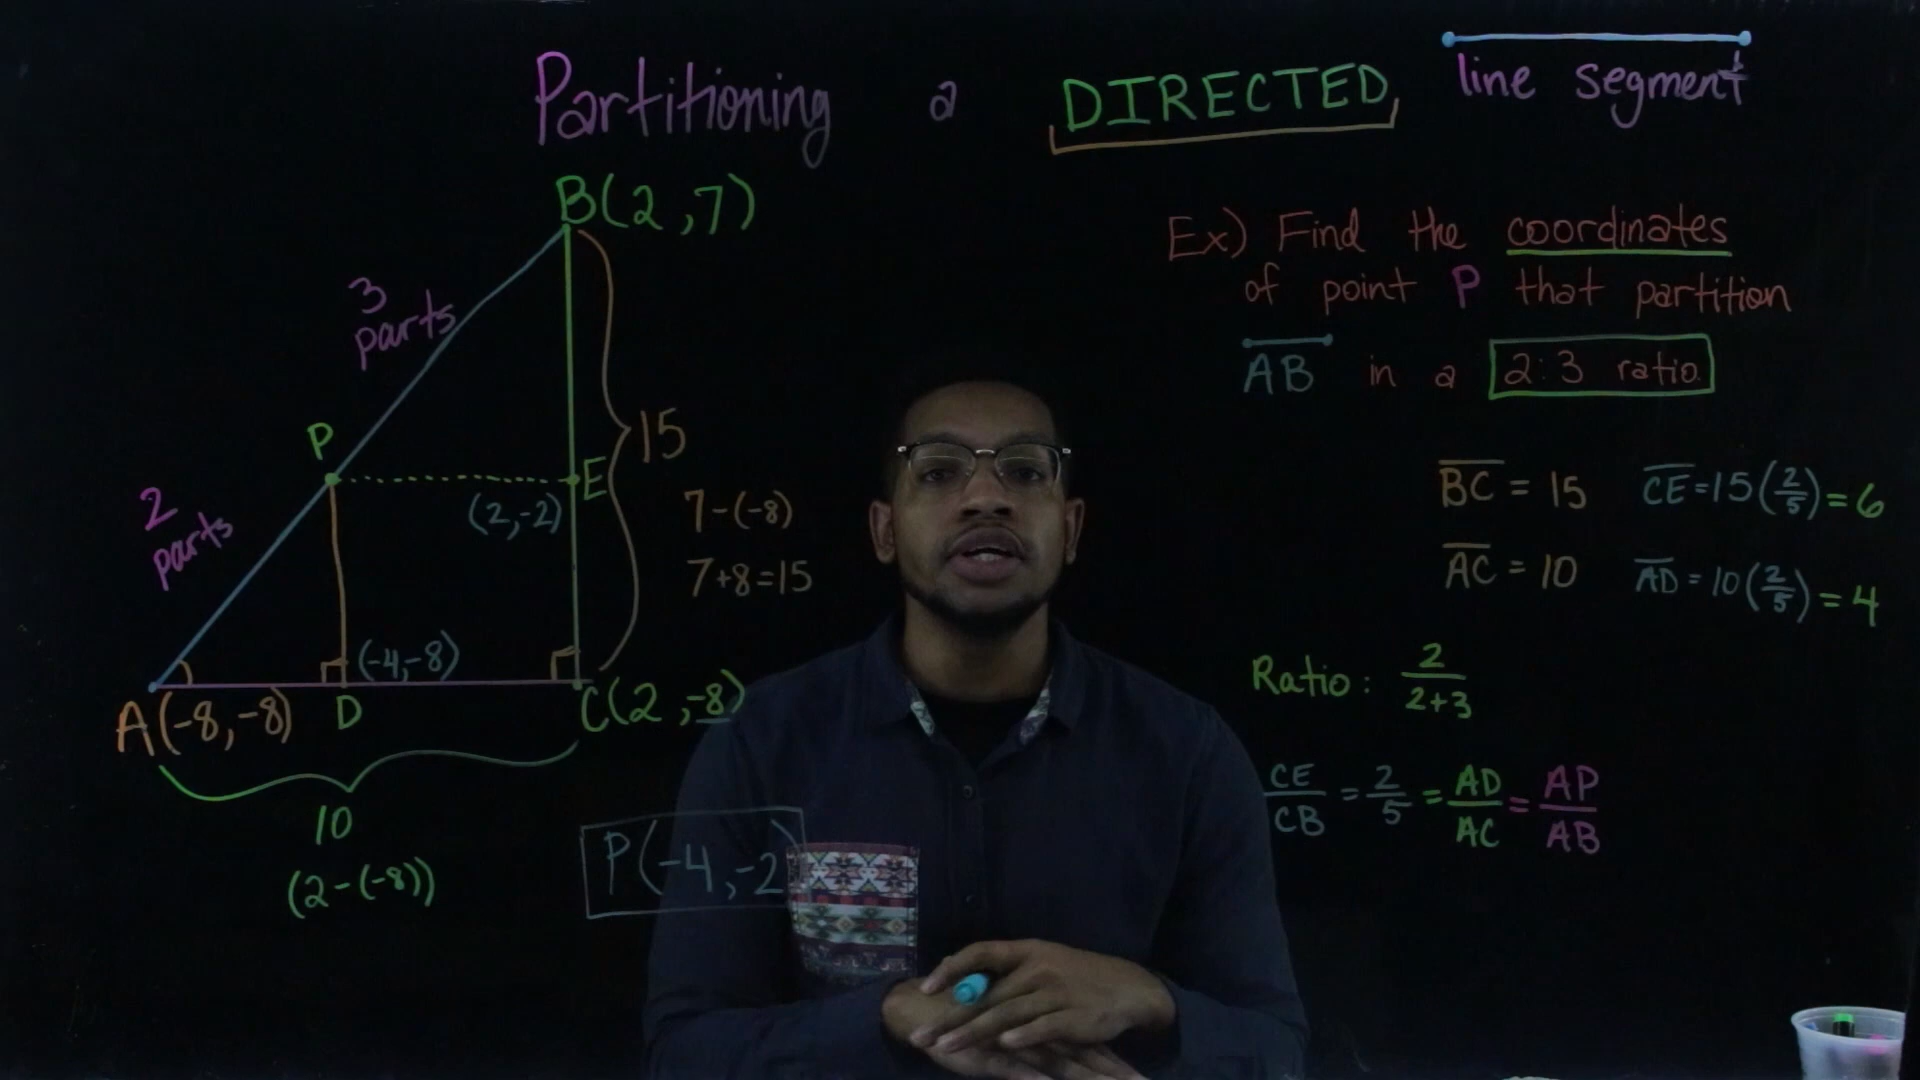 Partitioning a DIRECTED line segment
B(2,7)
3
parts
P
2
parts
E
(2,-2)
15
7-(-8)
7+8=15
(-4,-8)
A(-8,-8)
D
C(2,-8)
10
(2-(-8))
P(-4,-2)
Ex) Find the coordinates
of point P that partition
AB in a 2:3 ratio.
BC = 15 CE=15(2/5)=6
AC = 10 AD=10(2/5)=4
Ratio: 2/2+3
CE/CB = 2/5 = AD/AC = AP/AB